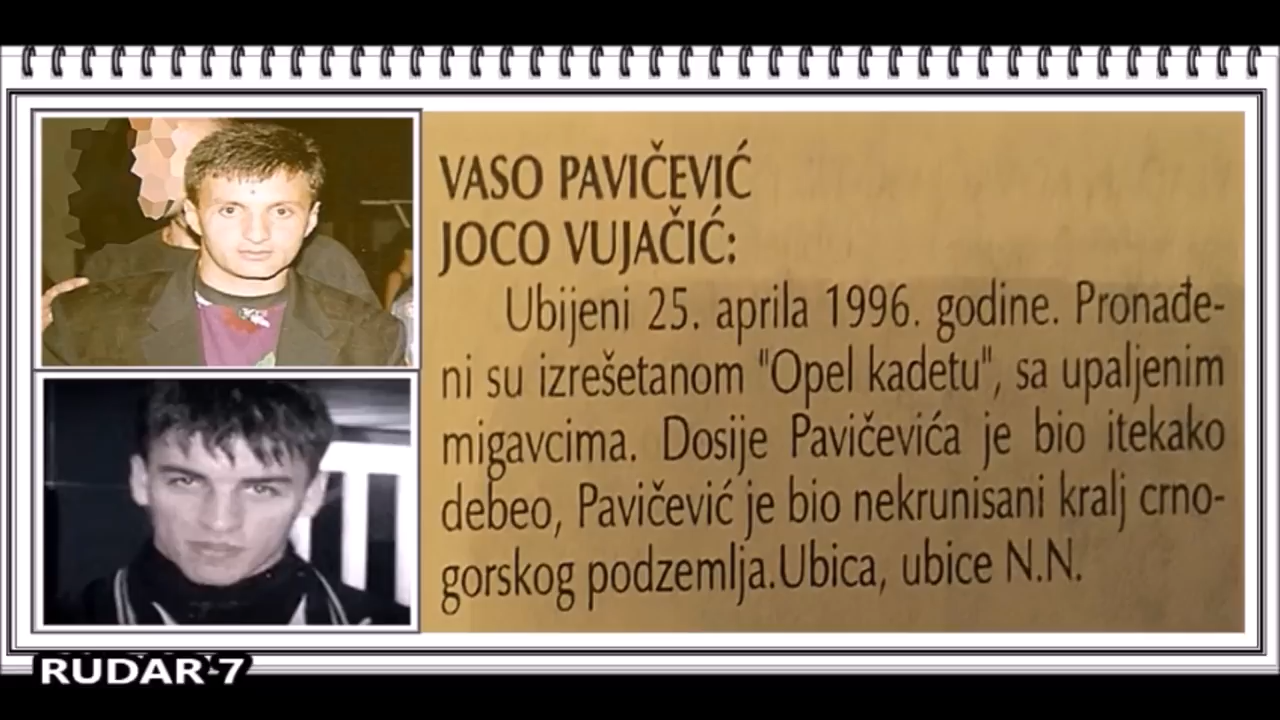 VASO PAVIČEVIĆ
JOCO VUJAČIĆ:
Ubijeni 25. aprila 1996. godine. Pronađe-
ni su izrešetanom "Opel kadetu", sa upaljenim
migavcima. Dosije Pavičevića je bio itekako
debeo, Pavičević je bio nekrunisani kralj crno-
gorskog podzemlja.Ubica, ubice N.N.
RUDAR-7